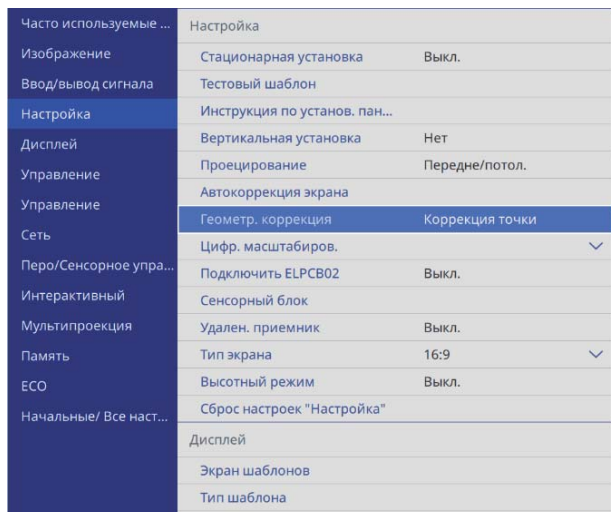 Часто используемые ...
Изображение
Ввод/вывод сигнала
Настройка
Дисплей
Управление
Управление
Сеть
Перо/Сенсорное упра...
Интерактивный
Мультипроекция
Память
ECO
Начальные/ Все наст...
Настройка
Стационарная установка Выкл.
Тестовый шаблон
Инструкция по установ. пан...
Вертикальная установка Нет
Проецирование Передне/потол.
Автокоррекция экрана
Геометр. коррекция Коррекция точки
Цифр. масштабиров.
Подключить ELPCB02 Выкл.
Сенсорный блок
Удален. приемник Выкл.
Тип экрана 16:9
Высотный режим Выкл.
Сброс настроек "Настройка"
Дисплей
Экран шаблонов
Тип шаблона